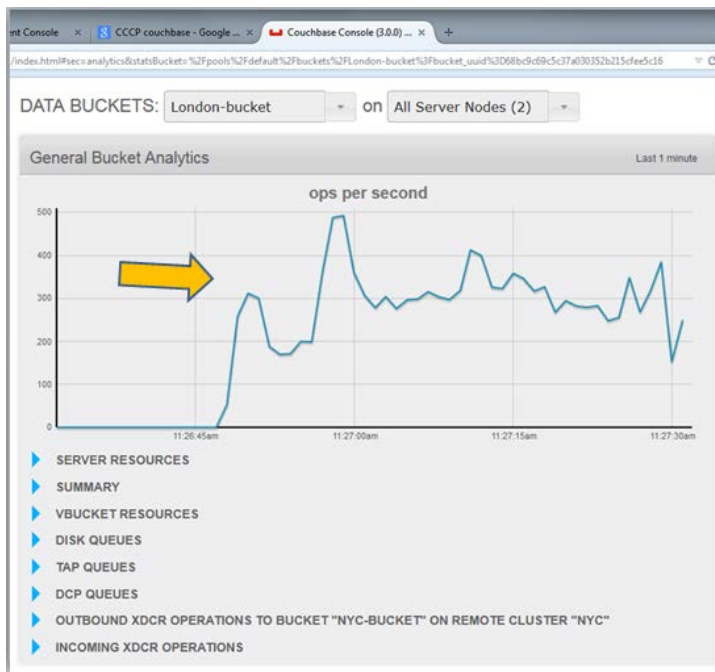 nt Console × CCCP couchbase - Google ... × Couchbase Console (3.0.0) ... × +
/index.html#sec=analytics&statsBucket=%2Fpools%2Fdefault%2Fbuckets%2FLondon-bucket%3Fbucket_uuid%3D68bc9c69c5c37a030352b215cfee5c16
DATA BUCKETS: London-bucket on All Server Nodes (2)
General Bucket Analytics Last 1 minute
ops per second
500
400
300
200
100
0
11:26:45am 11:27:00am 11:27:15am 11:27:30am
SERVER RESOURCES
SUMMARY
VBUCKET RESOURCES
DISK QUEUES
TAP QUEUES
DCP QUEUES
OUTBOUND XDCR OPERATIONS TO BUCKET "NYC-BUCKET" ON REMOTE CLUSTER "NYC"
INCOMING XDCR OPERATIONS